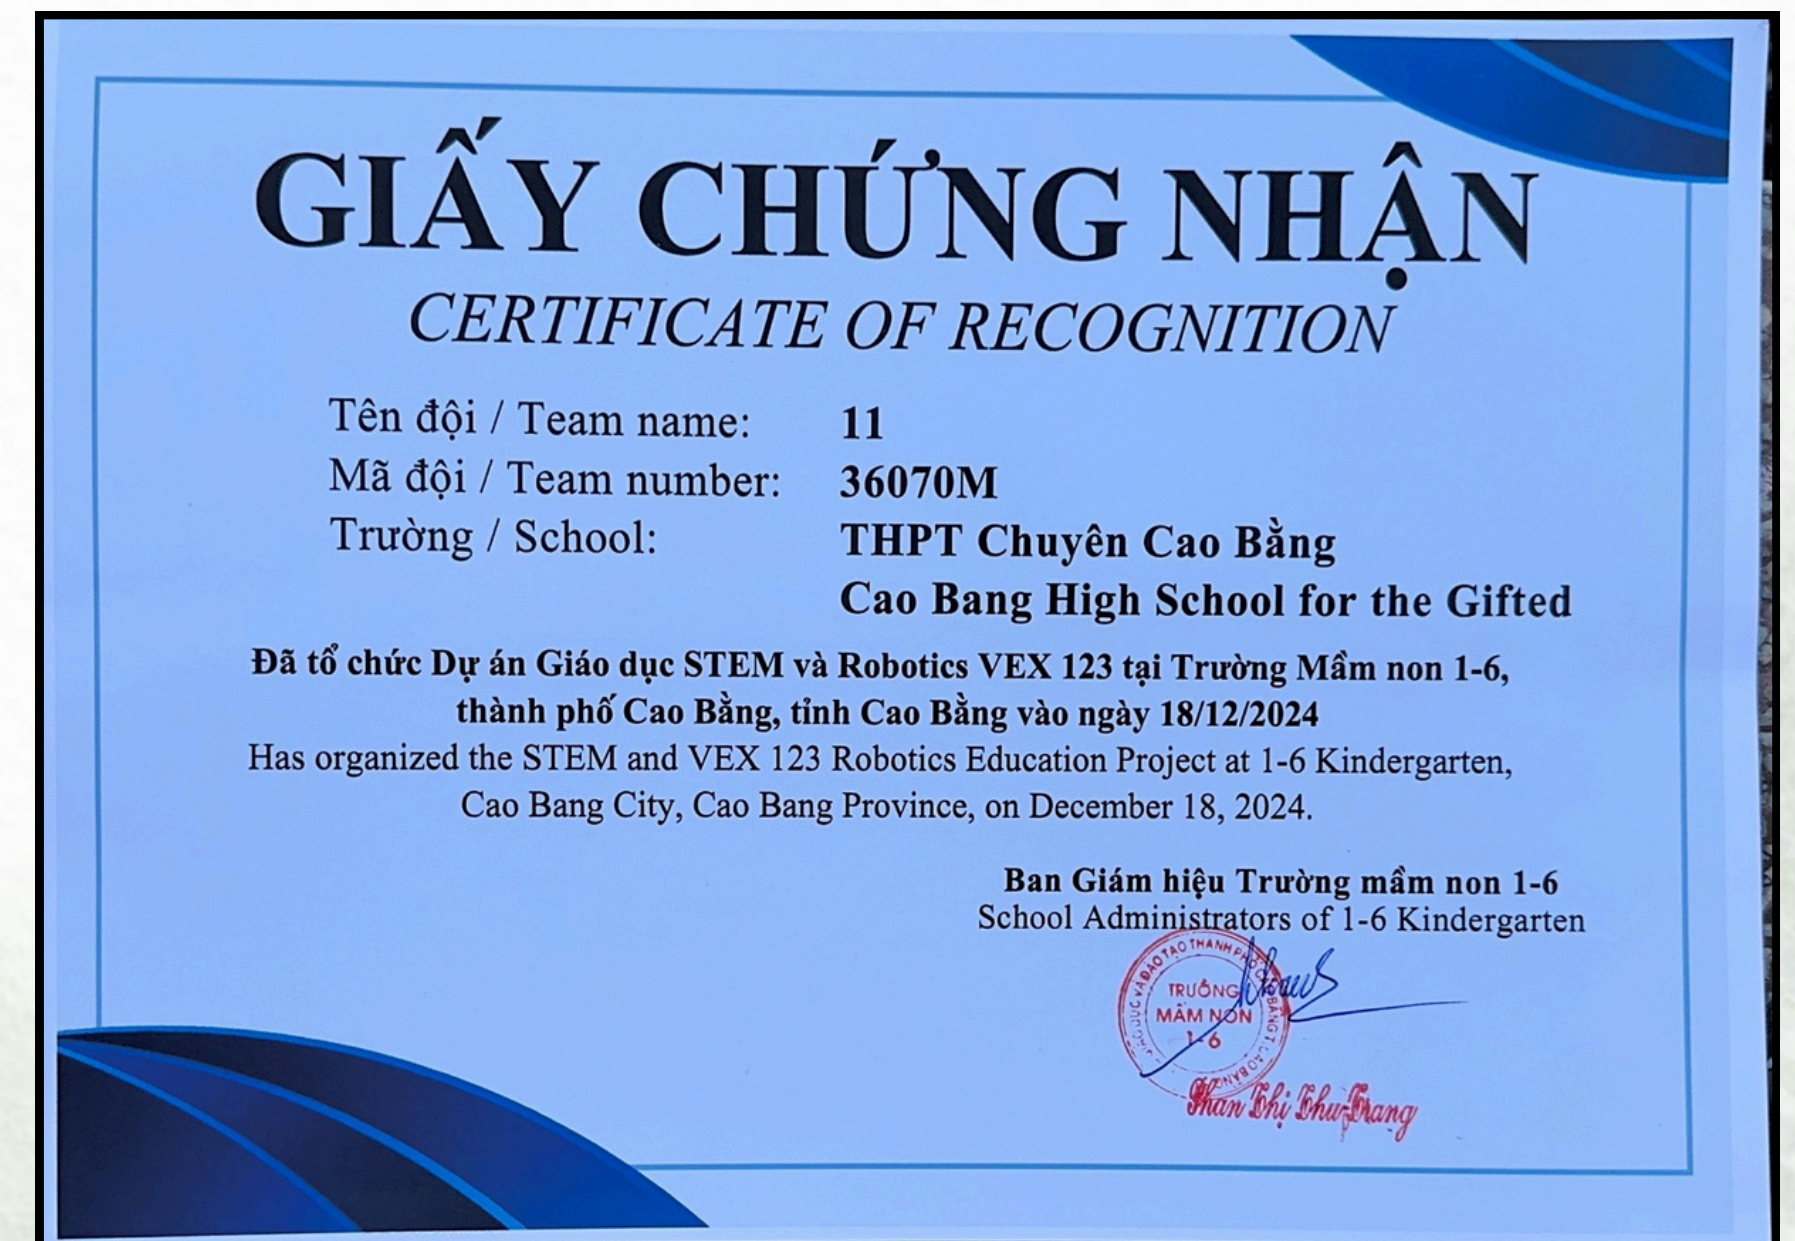 GIẤY CHỨNG NHẬN
CERTIFICATE OF RECOGNITION
Tên đội / Team name: 11
Mã đội / Team number: 36070M
Trường / School: THPT Chuyên Cao Bằng
Cao Bang High School for the Gifted
Đã tổ chức Dự án Giáo dục STEM và Robotics VEX 123 tại Trường Mầm non 1-6,
thành phố Cao Bằng, tỉnh Cao Bằng vào ngày 18/12/2024
Has organized the STEM and VEX 123 Robotics Education Project at 1-6 Kindergarten,
Cao Bang City, Cao Bang Province, on December 18, 2024.
Ban Giám hiệu Trường mầm non 1-6
School Administrators of 1-6 Kindergarten
TRƯỜNG
MẦM NON
1-6
Phan Thị Thu Trang